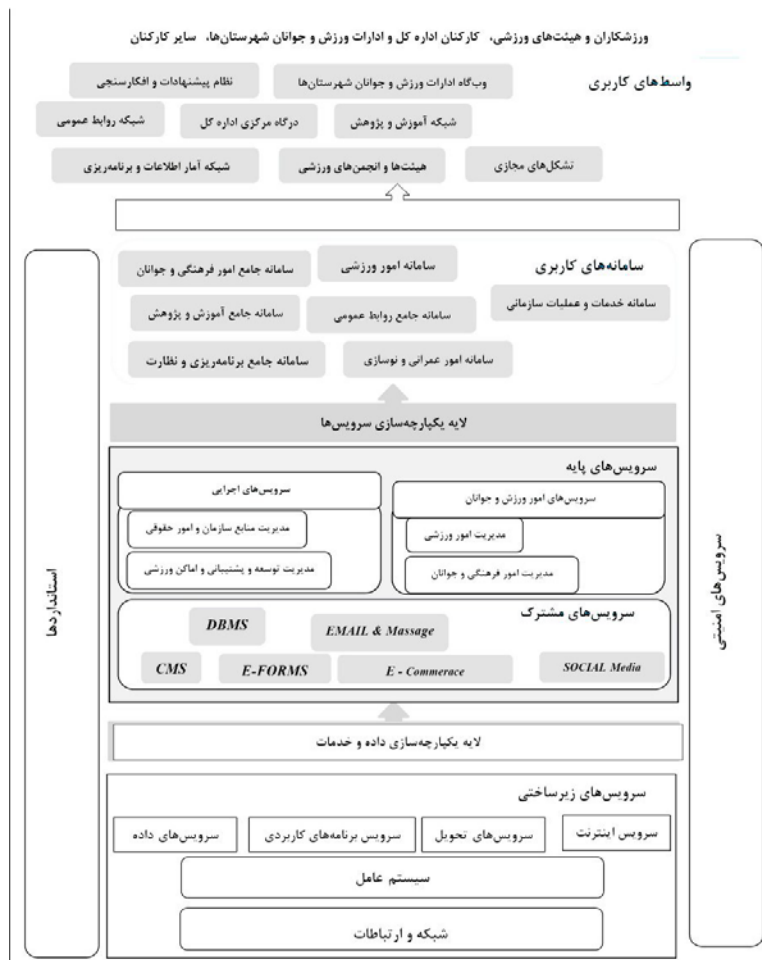 ورزشکاران و هیئت‌های ورزشی، کارکنان اداره کل و ادارات ورزش و جوانان شهرستان‌ها، سایر کارکنان
واسط‌های کاربری
وب‌گاه ادارات ورزش و جوانان شهرستان‌ها
نظام پیشنهادات و افکارسنجی
شبکه آموزش و پژوهش
درگاه مرکزی اداره کل
شبکه روابط عمومی
تشکل‌های مجازی
هیئت‌ها و انجمن‌های ورزشی
شبکه آمار اطلاعات و برنامه‌ریزی
سامانه‌های کاربری
سامانه امور ورزشی
سامانه جامع امور فرهنگی و جوانان
سامانه خدمات و عملیات سازمانی
سامانه جامع روابط عمومی
سامانه جامع آموزش و پژوهش
سامانه امور عمرانی و نوسازی
سامانه جامع برنامه‌ریزی و نظارت
لایه یکپارچه‌سازی سرویس‌ها
سرویس‌های پایه
سرویس‌های امور ورزش و جوانان
مدیریت امور ورزشی
مدیریت امور فرهنگی و جوانان
سرویس‌های اجرایی
مدیریت منابع سازمان و امور حقوقی
مدیریت توسعه و پشتیبانی و اماکن ورزشی
سرویس‌های مشترک
DBMS
EMAIL & Massage
CMS
E-FORMS
E - Commerace
SOCIAL Media
لایه یکپارچه‌سازی داده و خدمات
سرویس‌های زیرساختی
سرویس اینترنت
سرویس‌های تحویل
سرویس برنامه‌های کاربردی
سرویس‌های داده
سیستم عامل
شبکه و ارتباطات
سرویس‌های امنیتی
استانداردها